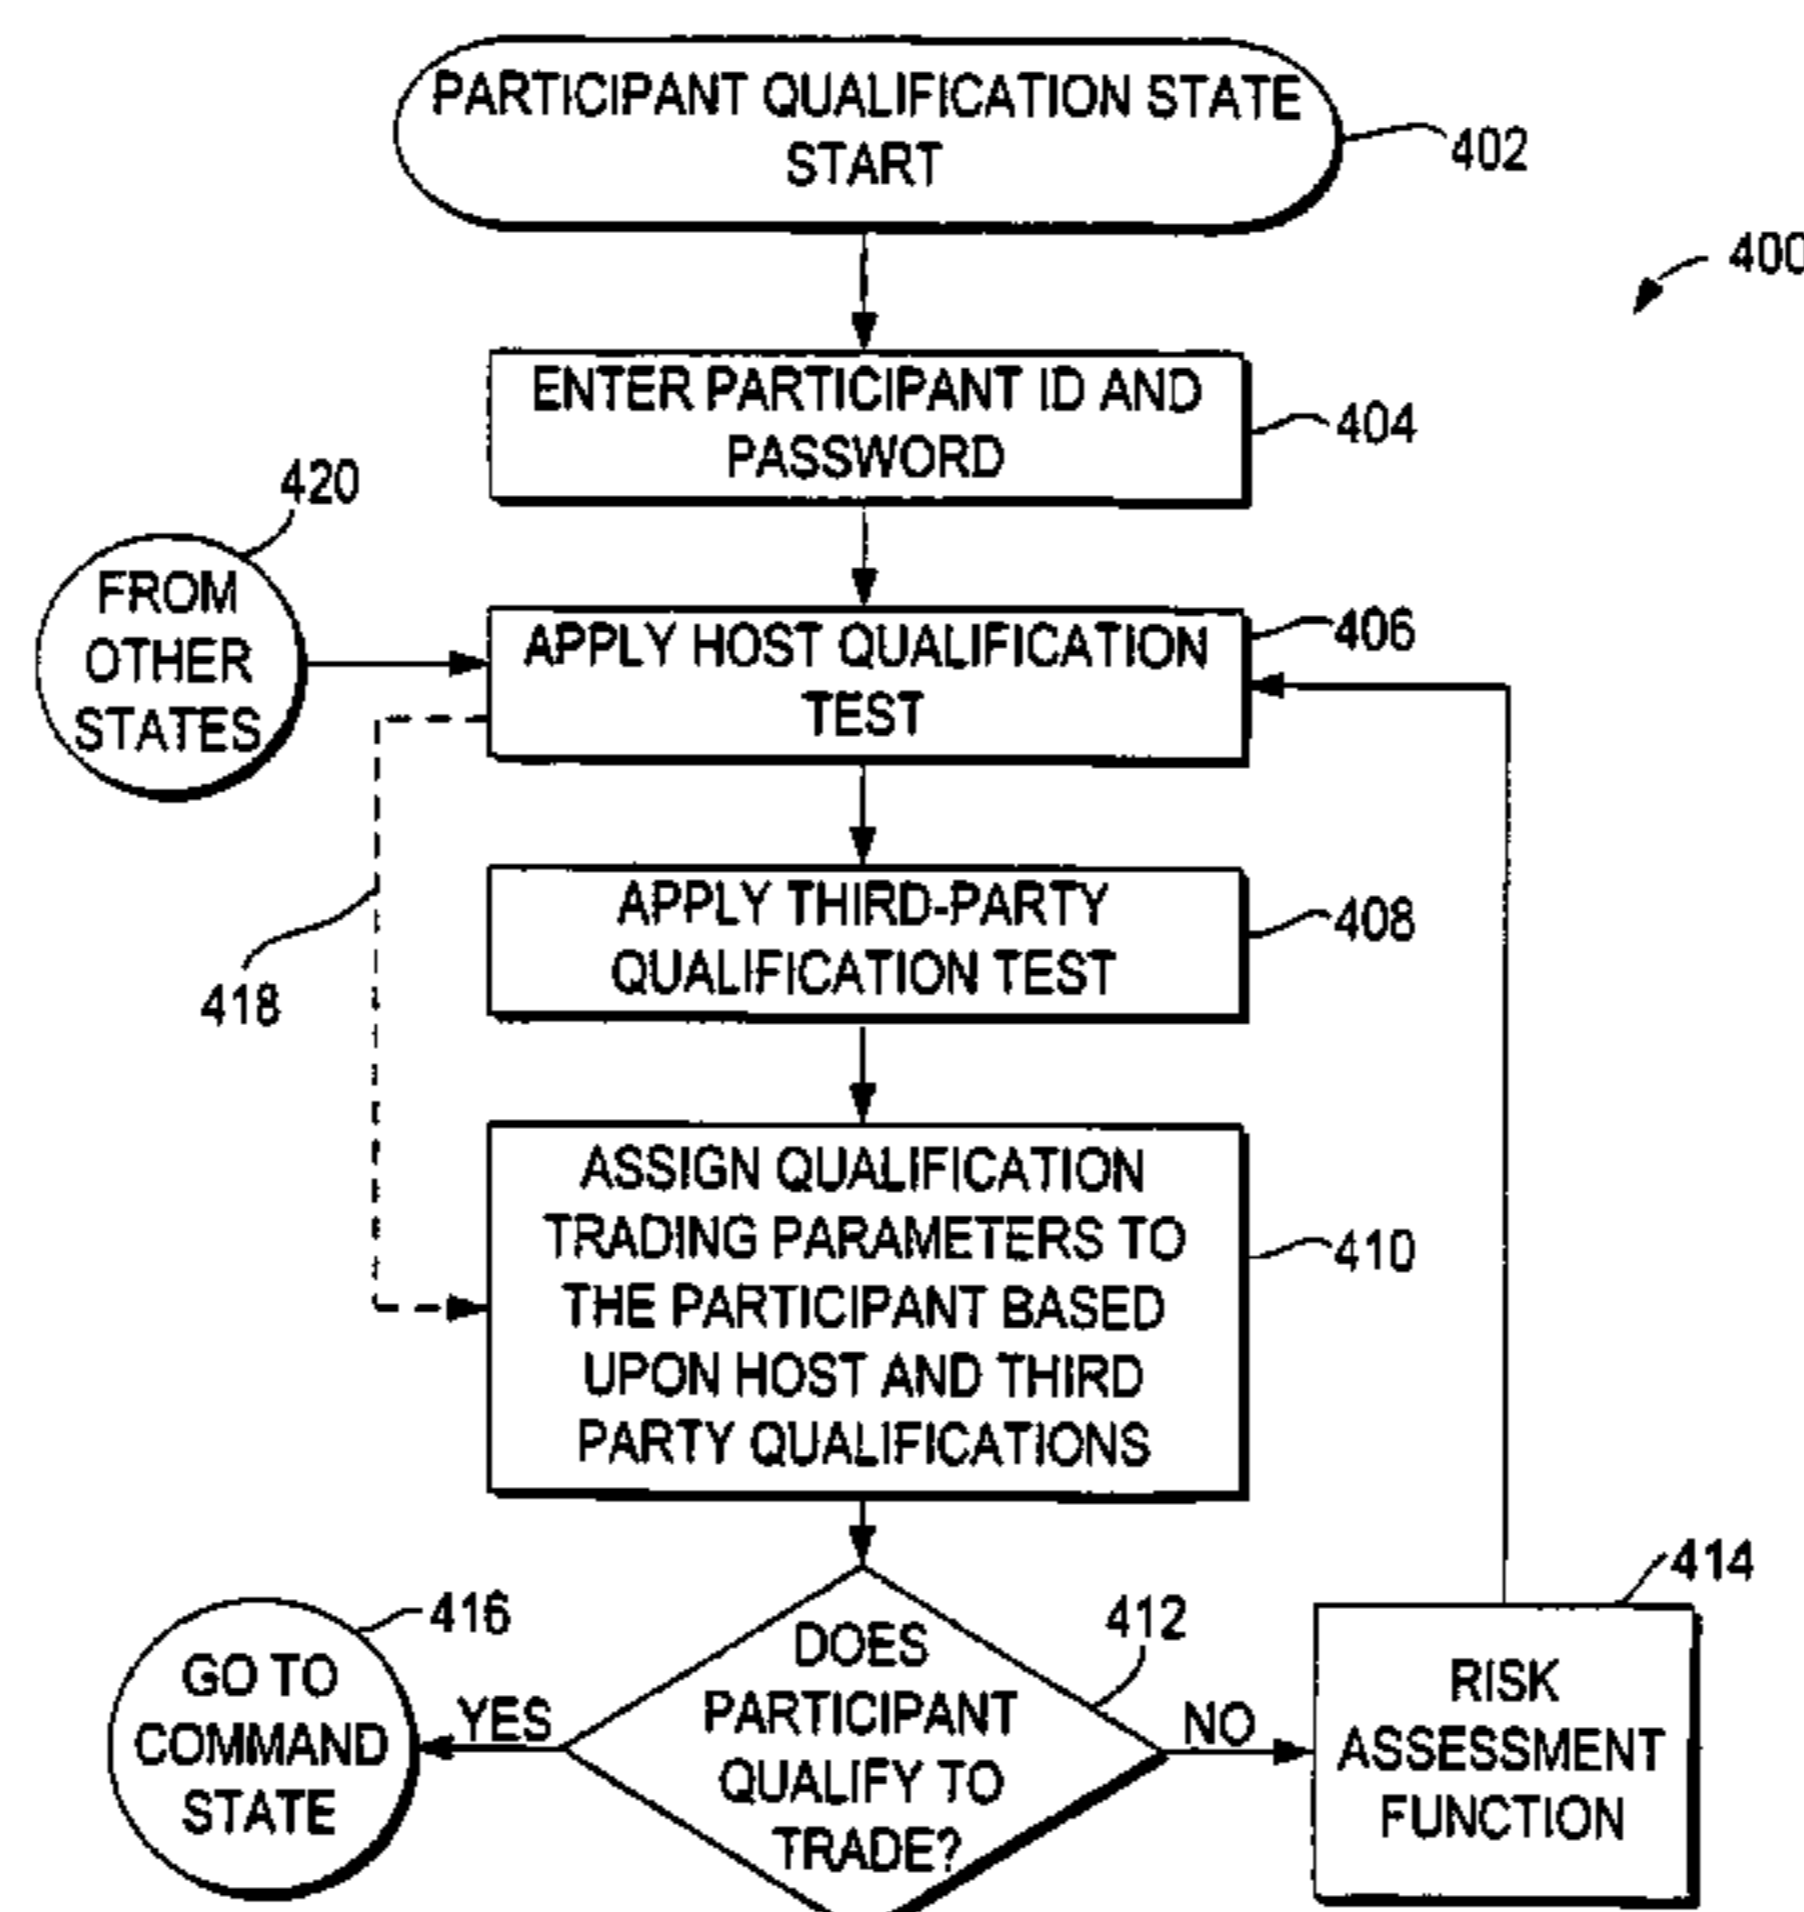 PARTICIPANT QUALIFICATION STATE
START
402
400
ENTER PARTICIPANT ID AND
PASSWORD
404
420
FROM
OTHER
STATES
APPLY HOST QUALIFICATION
TEST
406
APPLY THIRD-PARTY
QUALIFICATION TEST
408
418
ASSIGN QUALIFICATION
TRADING PARAMETERS TO
THE PARTICIPANT BASED
UPON HOST AND THIRD
PARTY QUALIFICATIONS
410
416
GO TO
COMMAND
STATE
YES
DOES
PARTICIPANT
QUALIFY TO
TRADE?
412
NO
414
RISK
ASSESSMENT
FUNCTION